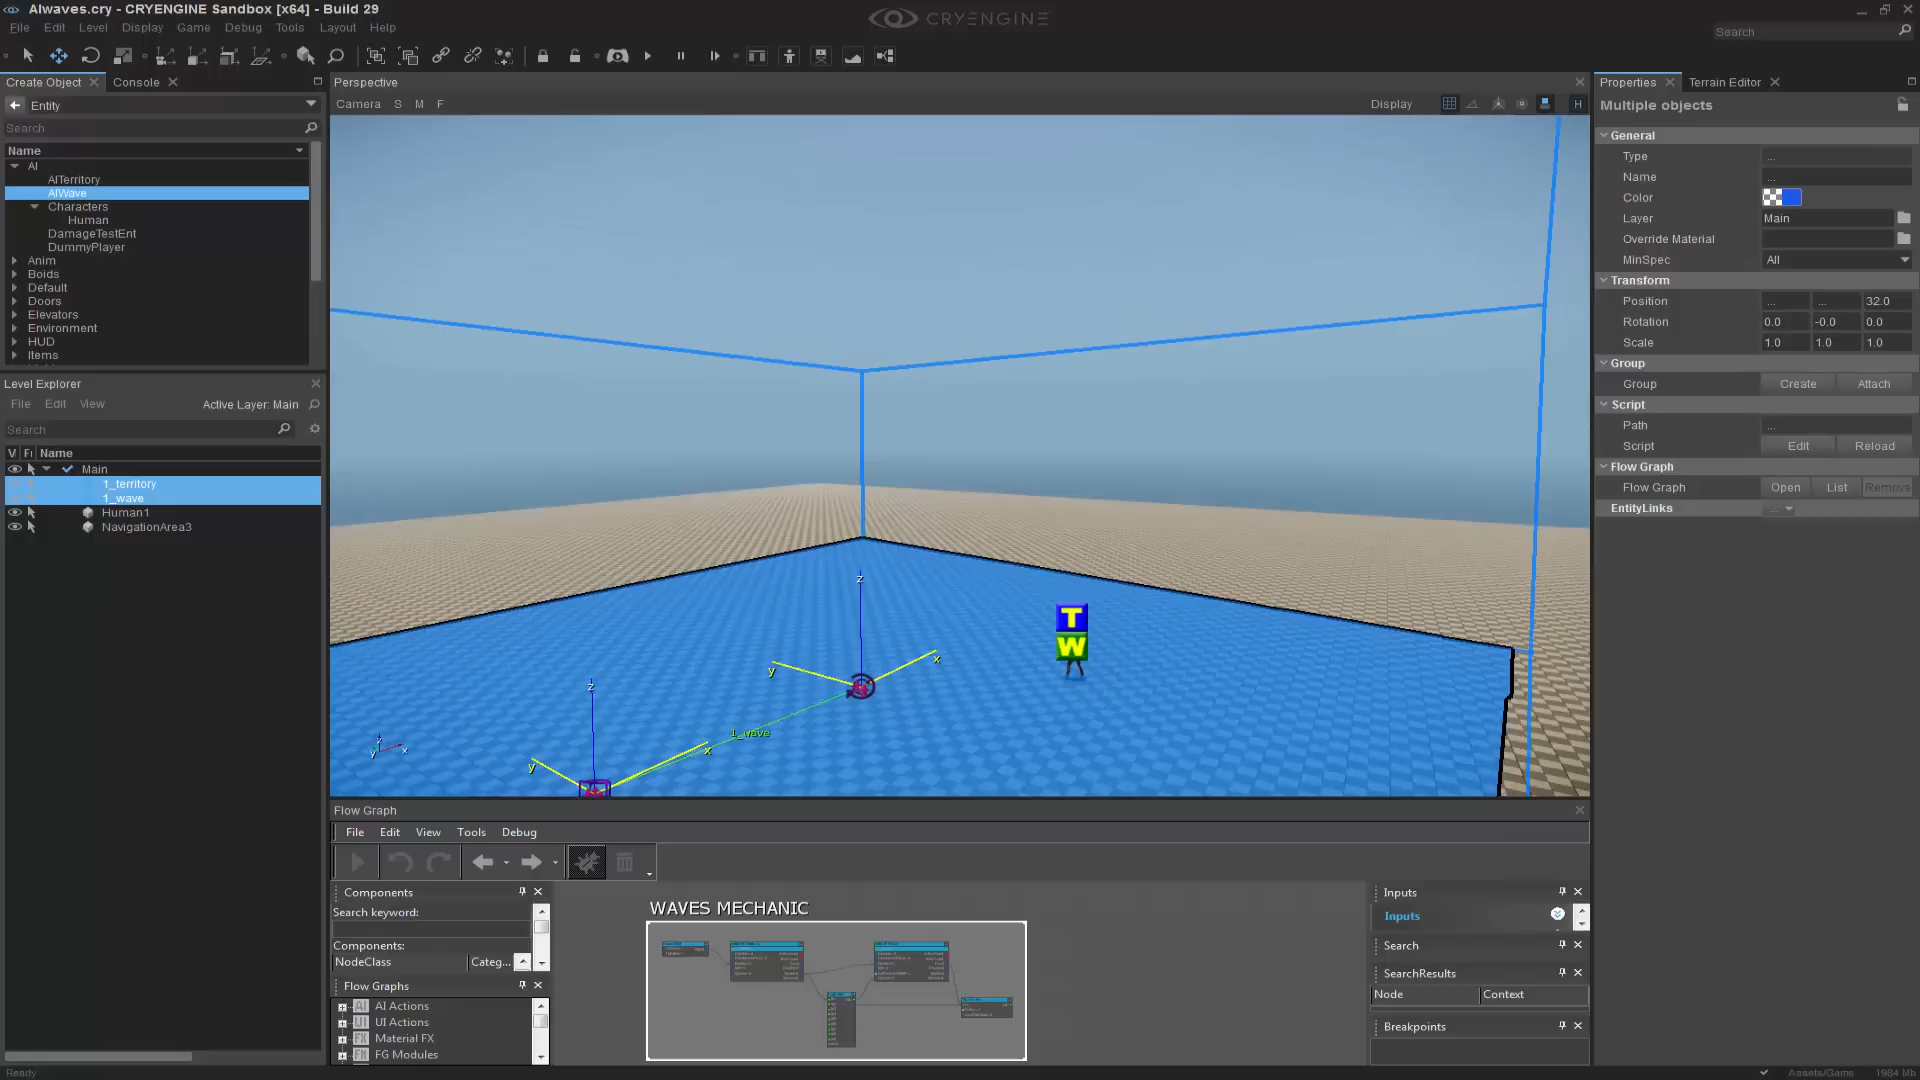 AIwaves.cry - CRYENGINE Sandbox [x64] - Build 29
CRYENGINE
File Edit Level Display Game Debug Tools Layout Help
Search
Create Object
Console
Entity
Search
Name
AI
AITerritory
AIWave
Characters
Human
DamageTestEnt
DummyPlayer
Anim
Boids
Default
Doors
Elevators
Environment
HUD
Items
Level Explorer
File Edit View
Active Layer: Main
Search
V Name
Main
1_territory
1_wave
Human1
NavigationArea3
Perspective
Camera S M F
Display
H
z
y
x
T
W
z
1_wave
y
x
z
y
x
Flow Graph
File Edit View Tools Debug
Components
Search keyword:
Components:
NodeClass Categ...
Flow Graphs
AI AI Actions
UI UI Actions
FX Material FX
FG Modules
WAVES MECHANIC
Inputs
Inputs
Search
SearchResults
Node Context
Breakpoints
Properties
Terrain Editor
Multiple objects
General
Type ...
Name ...
Color
Layer Main
Override Material
MinSpec All
Transform
Position ... ... 32.0
Rotation 0.0 -0.0 0.0
Scale 1.0 1.0 1.0
Group
Group Create Attach
Script
Path ...
Script Edit Reload
Flow Graph
Flow Graph Open List Remove
EntityLinks ...
Ready
Assets/Game 1984 Mb